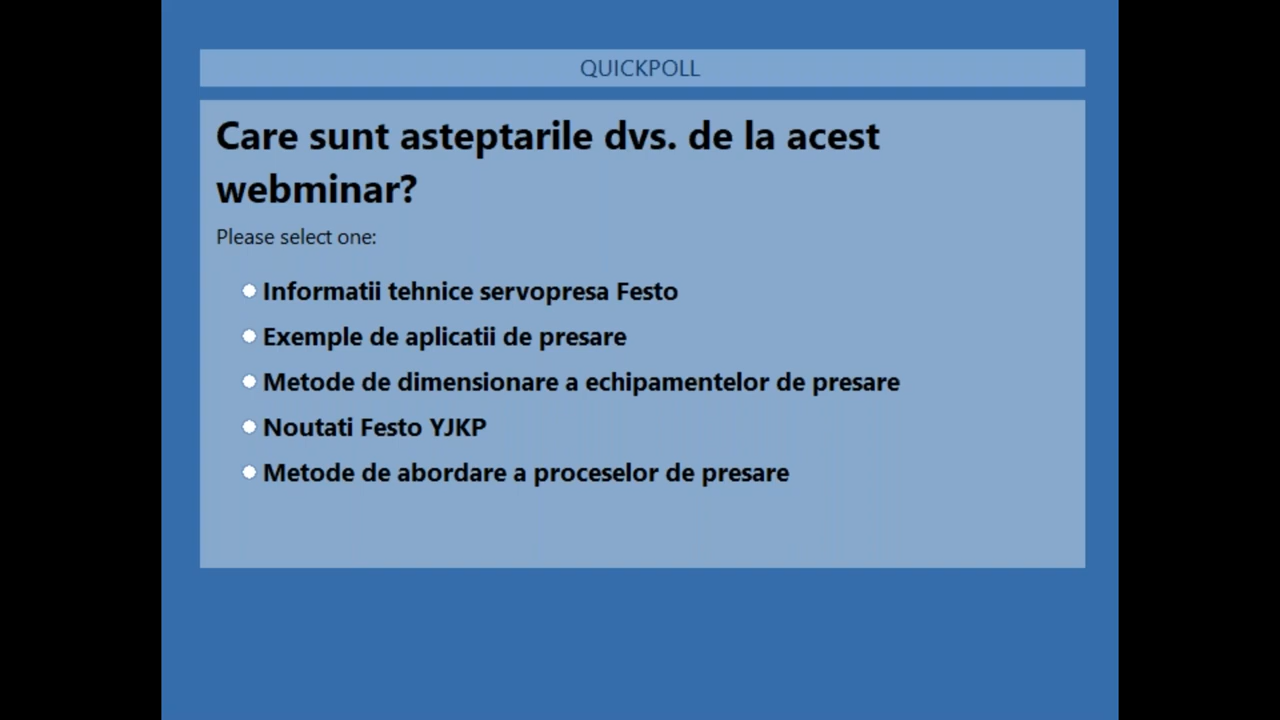 QUICKPOLL
Care sunt asteptarile dvs. de la acest
webminar?
Please select one:
Informatii tehnice servopresa Festo
Exemple de aplicatii de presare
Metode de dimensionare a echipamentelor de presare
Noutati Festo YJKP
Metode de abordare a proceselor de presare